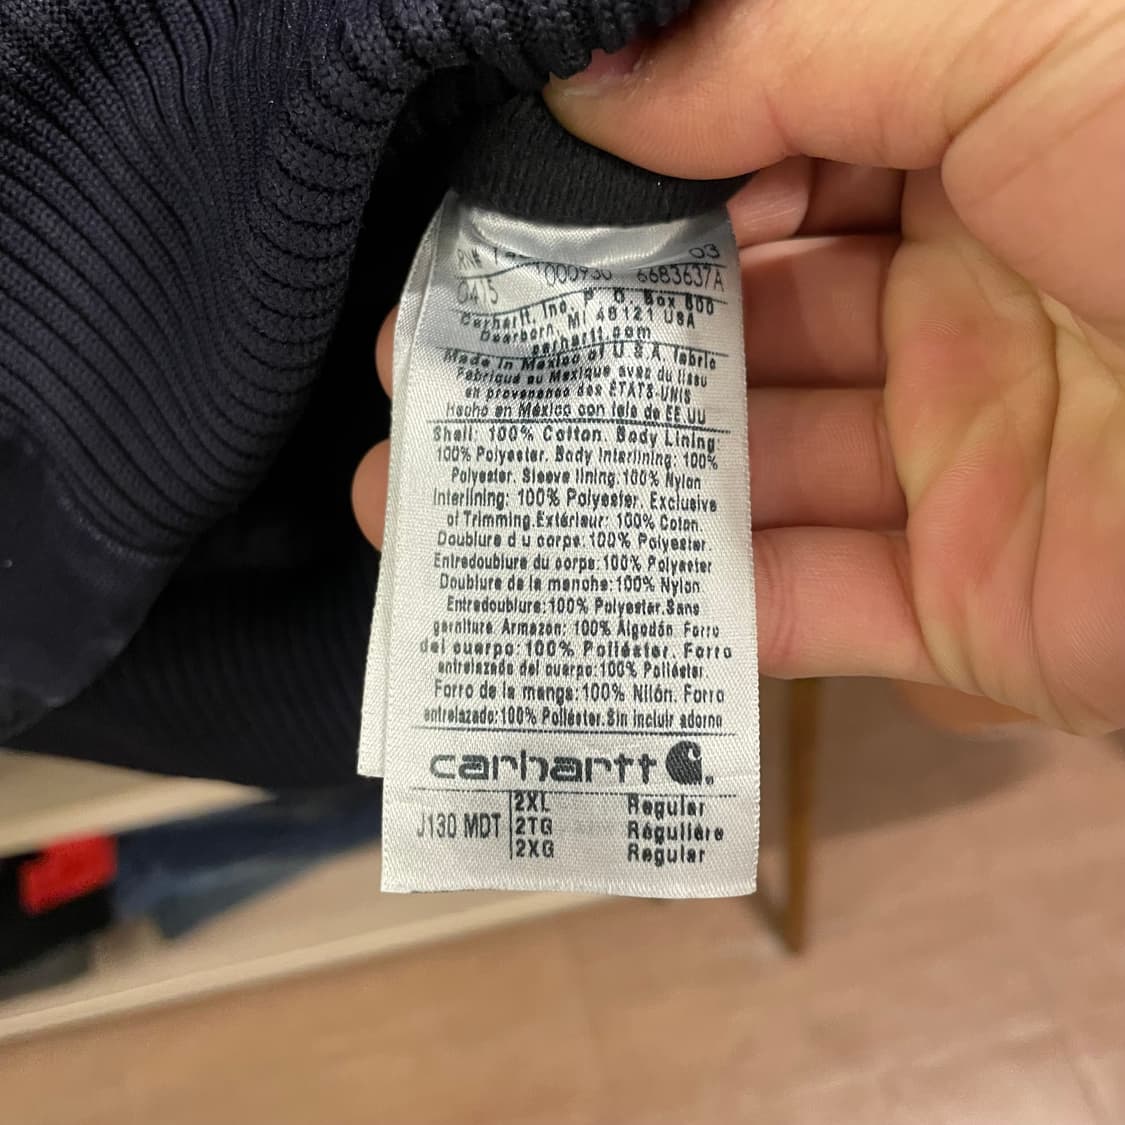 03
6683637A
0415
Carhartt, Inc, P. O. Box 600
Dearborn, MI 48121 USA
carhartt.com
Made in Mexico of U S A fabric
Fabriqué au Mexique avec du tissu
en provenance des ÉTATS-UNIS
Hecho en México con tela de EE UU
Shell: 100% Cotton. Body Lining:
100% Polyester. Body Interlining: 100%
Polyester. Sleeve lining.100% Nylon
Interlining: 100% Polyester. Exclusive
of Trimming.Extérieur: 100% Coton.
Doublure d u corps: 100% Polyester.
Entredoublure du corps:100% Polyester
Doublure de la manche:100% Nylon
Entredoublure:100% Polyester.Sans
garniture Armazon: 100% Algodón Forro
del cuerpo:100% Poliéster. Forro
entrelazado del cuerpo:100% Poliéster
Forro de la manga:100% Nilón. Forro
entrelazado:100% Poliéster.Sin incluir adorno
carhartt
J130 MDT 2XL Regular
2TG Régulière
2XG Regular